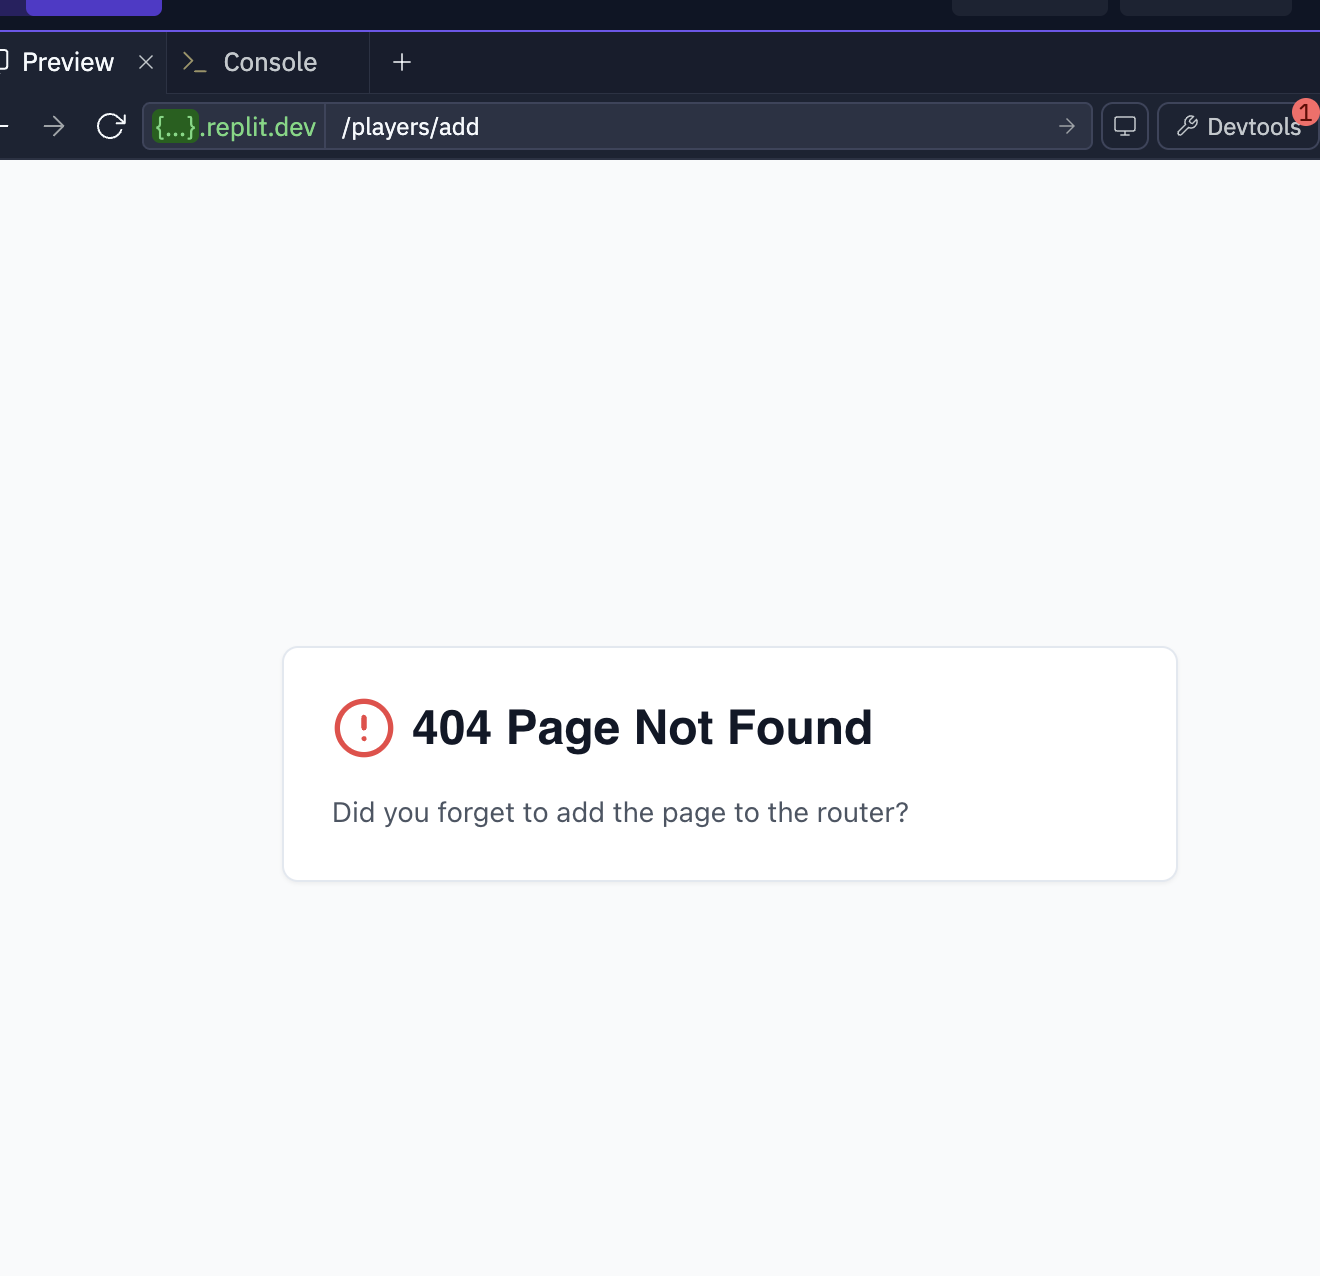 Preview
>_ Console
{...}.replit.dev /players/add
Devtools 1
404 Page Not Found
Did you forget to add the page to the router?